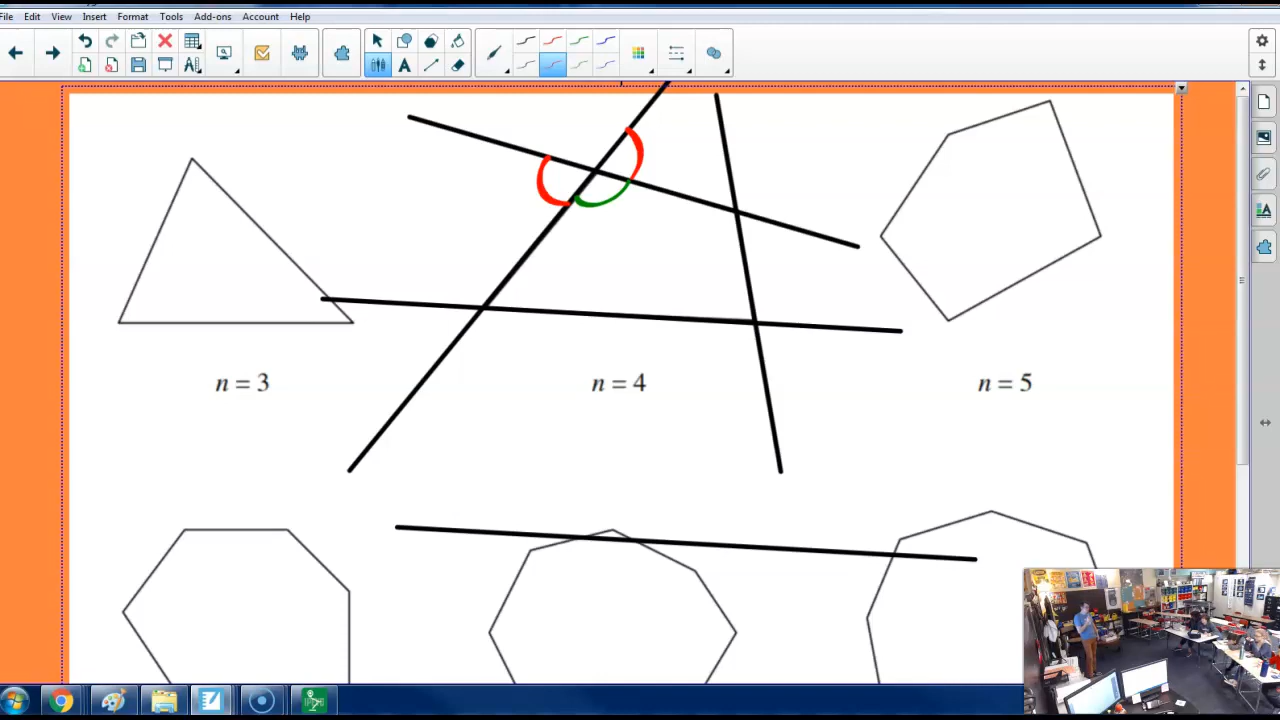 File Edit View Insert Format Tools Add-ons Account Help
n = 3
n = 4
n = 5